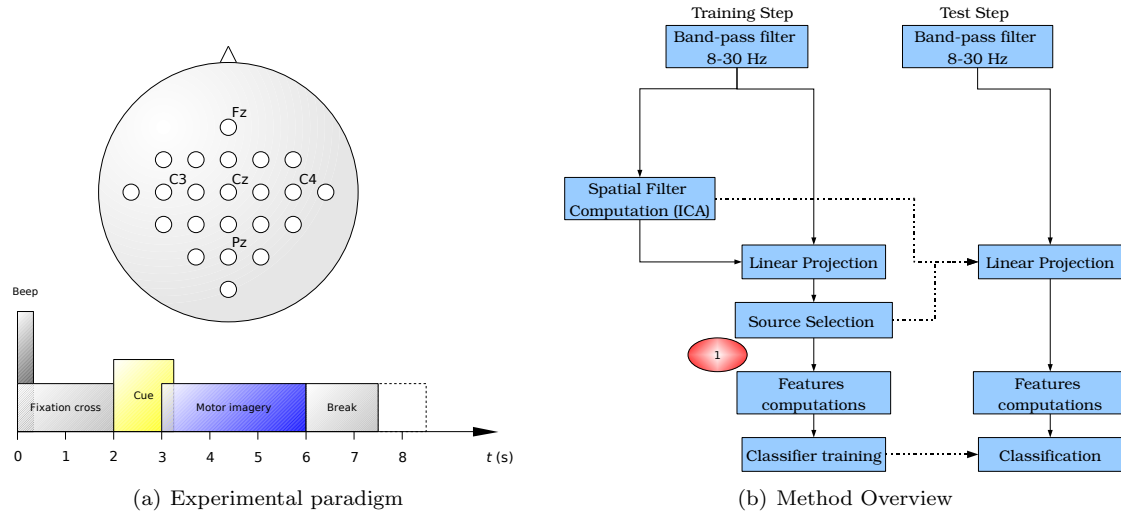 Training Step
Test Step
Band-pass filter
8-30 Hz
Band-pass filter
8-30 Hz
Fz
C3
Cz
C4
Pz
Spatial Filter
Computation (ICA)
Linear Projection
Linear Projection
Source Selection
1
Features
computations
Features
computations
Classifier training
Classification
Beep
Fixation cross
Cue
Motor imagery
Break
0 1 2 3 4 5 6 7 8 t (s)
(a) Experimental paradigm
(b) Method Overview